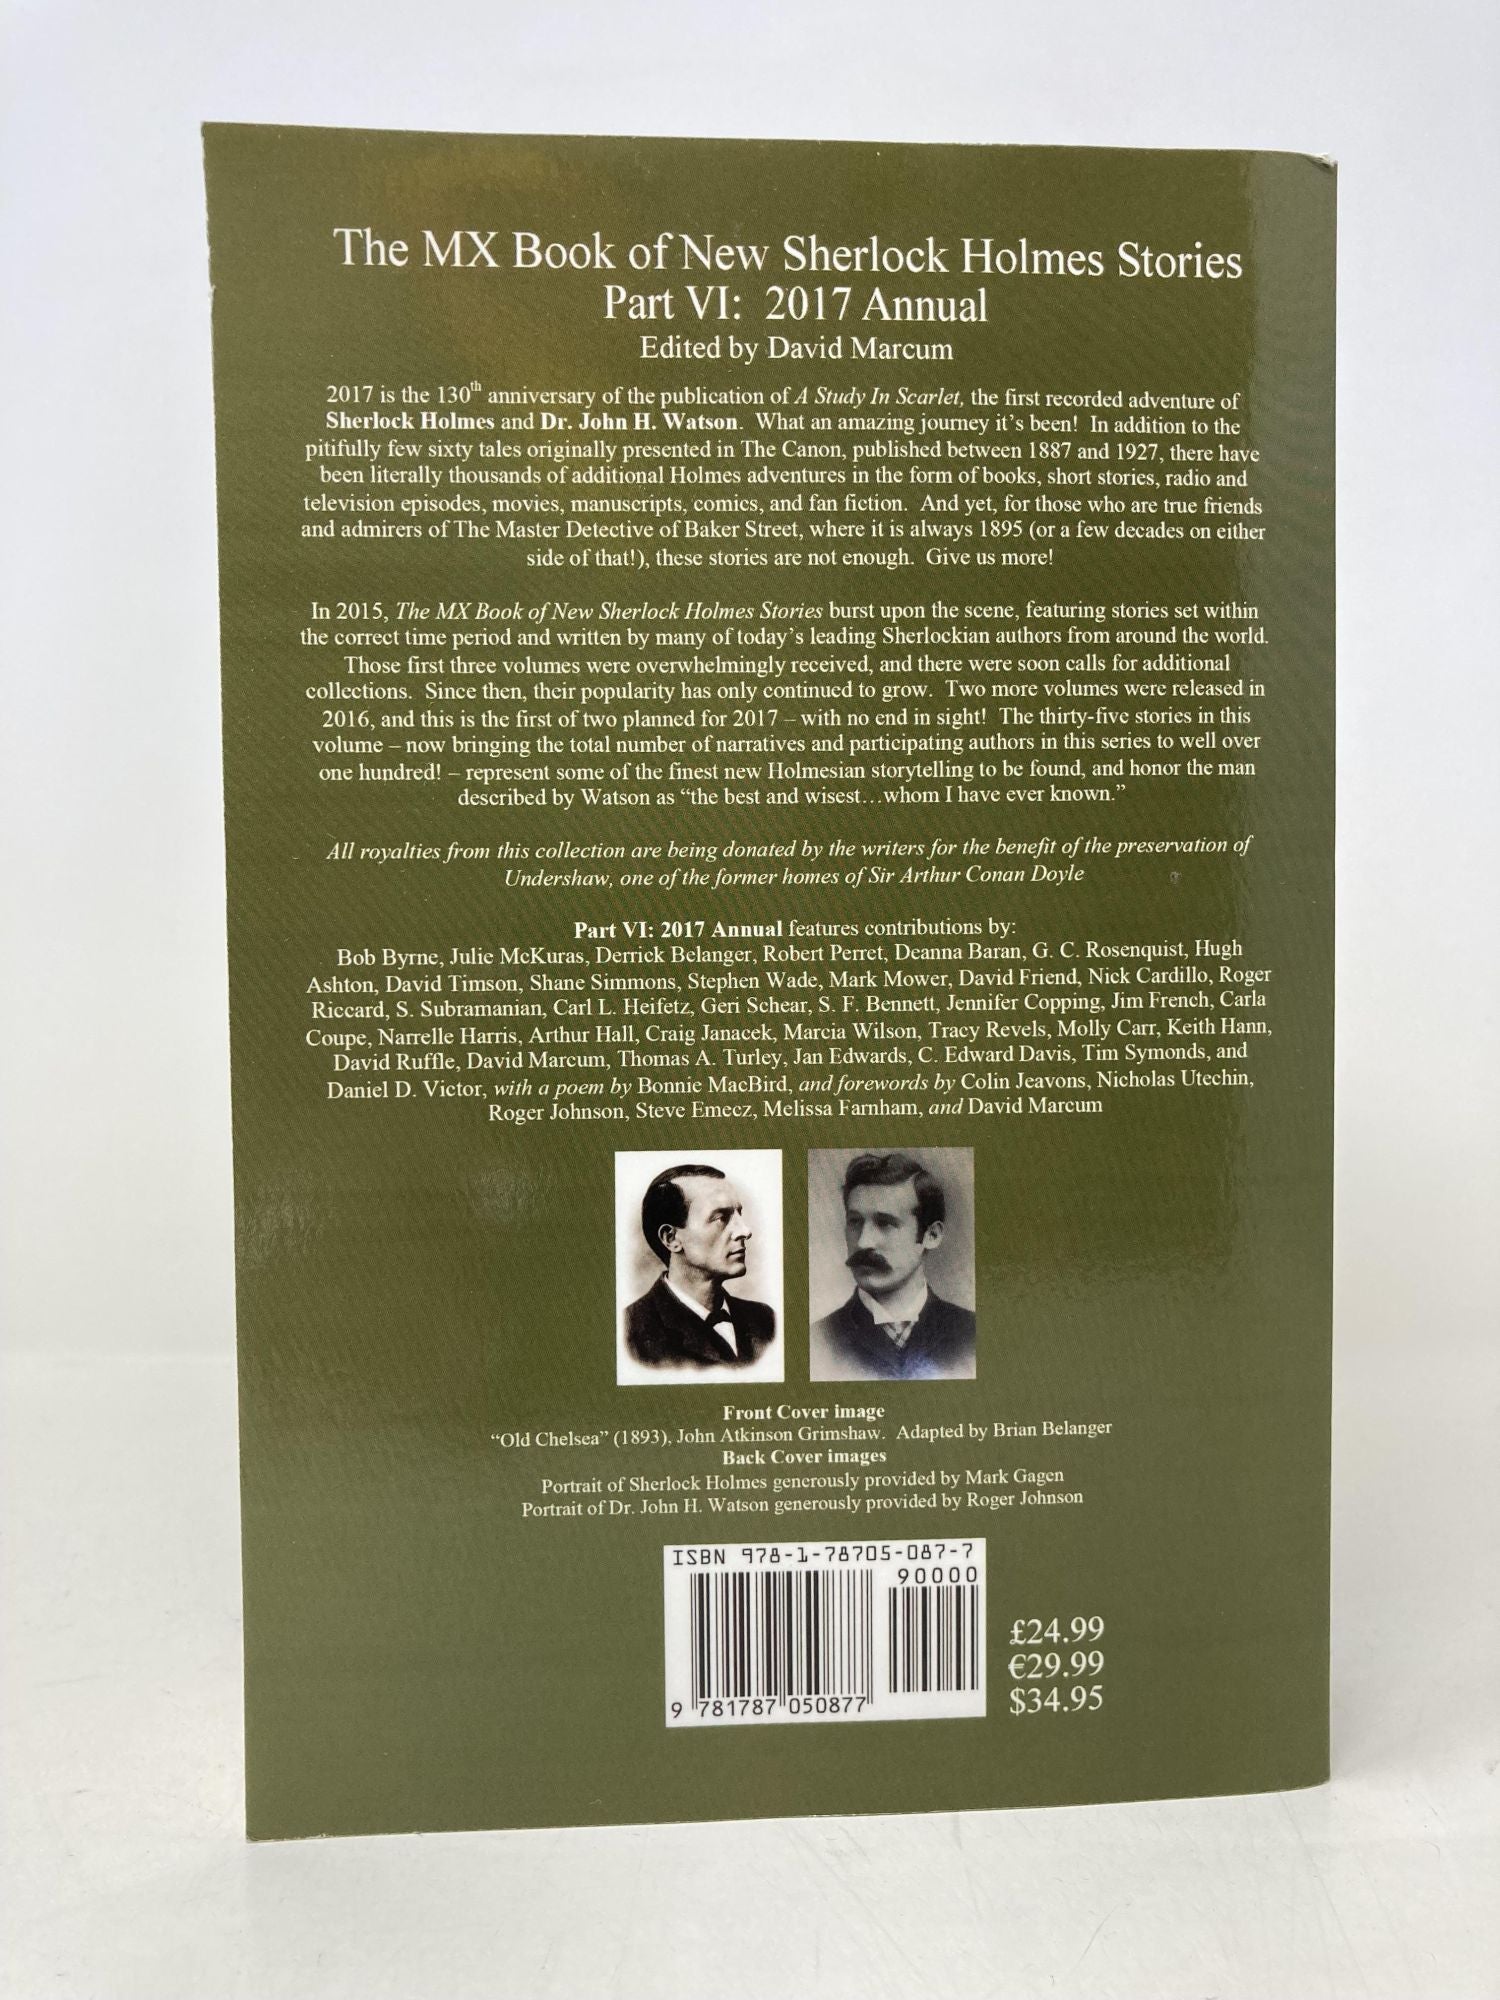 The MX Book of New Sherlock Holmes Stories
Part VI: 2017 Annual
Edited by David Marcum
2017 is the 130th anniversary of the publication of A Study In Scarlet, the first recorded adventure of
Sherlock Holmes and Dr. John H. Watson. What an amazing journey it's been! In addition to the
pitifully few sixty tales originally presented in The Canon, published between 1887 and 1927, there have
been literally thousands of additional Holmes adventures in the form of books, short stories, radio and
television episodes, movies, manuscripts, comics, and fan fiction. And yet, for those who are true friends
and admirers of The Master Detective of Baker Street, where it is always 1895 (or a few decades on either
side of that!), these stories are not enough. Give us more!
In 2015, The MX Book of New Sherlock Holmes Stories burst upon the scene, featuring stories set within
the correct time period and written by many of today's leading Sherlockian authors from around the world.
Those first three volumes were overwhelmingly received, and there were soon calls for additional
collections. Since then, their popularity has only continued to grow. Two more volumes were released in
2016, and this is the first of two planned for 2017 – with no end in sight! The thirty-five stories in this
volume – now bringing the total number of narratives and participating authors in this series to well over
one hundred! – represent some of the finest new Holmesian storytelling to be found, and honor the man
described by Watson as "the best and wisest…whom I have ever known."
All royalties from this collection are being donated by the writers for the benefit of the preservation of
Undershaw, one of the former homes of Sir Arthur Conan Doyle
Part VI: 2017 Annual features contributions by:
Bob Byrne, Julie McKuras, Derrick Belanger, Robert Perret, Deanna Baran, G. C. Rosenquist, Hugh
Ashton, David Timson, Shane Simmons, Stephen Wade, Mark Mower, David Friend, Nick Cardillo, Roger
Riccard, S. Subramanian, Carl L. Heifetz, Geri Schear, S. F. Bennett, Jennifer Copping, Jim French, Carla
Coupe, Narrelle Harris, Arthur Hall, Craig Janacek, Marcia Wilson, Tracy Revels, Molly Carr, Keith Hann,
David Ruffle, David Marcum, Thomas A. Turley, Jan Edwards, C. Edward Davis, Tim Symonds, and
Daniel D. Victor, with a poem by Bonnie MacBird, and forewords by Colin Jeavons, Nicholas Utechin,
Roger Johnson, Steve Emecz, Melissa Farnham, and David Marcum
Front Cover image
"Old Chelsea" (1893), John Atkinson Grimshaw. Adapted by Brian Belanger
Back Cover images
Portrait of Sherlock Holmes generously provided by Mark Gagen
Portrait of Dr. John H. Watson generously provided by Roger Johnson
ISBN 978-1-78705-087-7
90000
9 781787 050877
£24.99
€29.99
$34.95